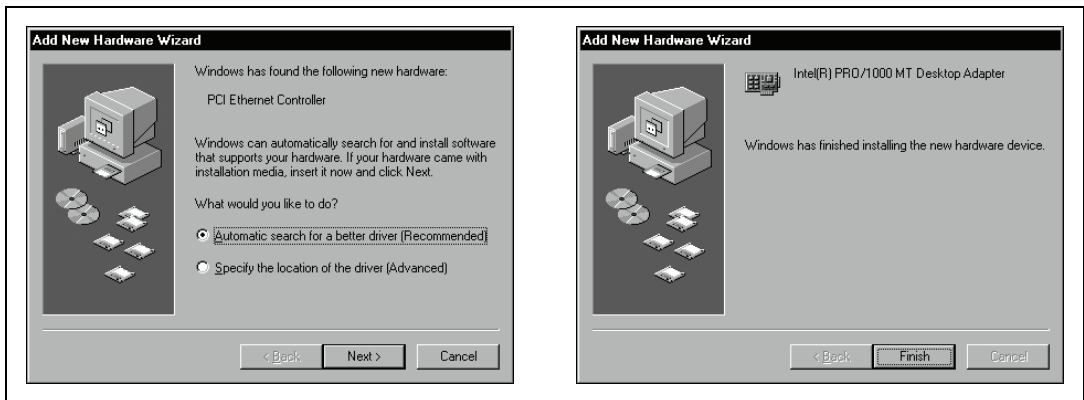 Add New Hardware Wizard
Windows has found the following new hardware:
PCI Ethernet Controller
Windows can automatically search for and install software
that supports your hardware. If your hardware came with
installation media, insert it now and click Next.
What would you like to do?
Automatic search for a better driver (Recommended)
Specify the location of the driver (Advanced)
< Back
Next >
Cancel
Add New Hardware Wizard
Intel(R) PRO/1000 MT Desktop Adapter
Windows has finished installing the new hardware device.
< Back
Finish
Cancel